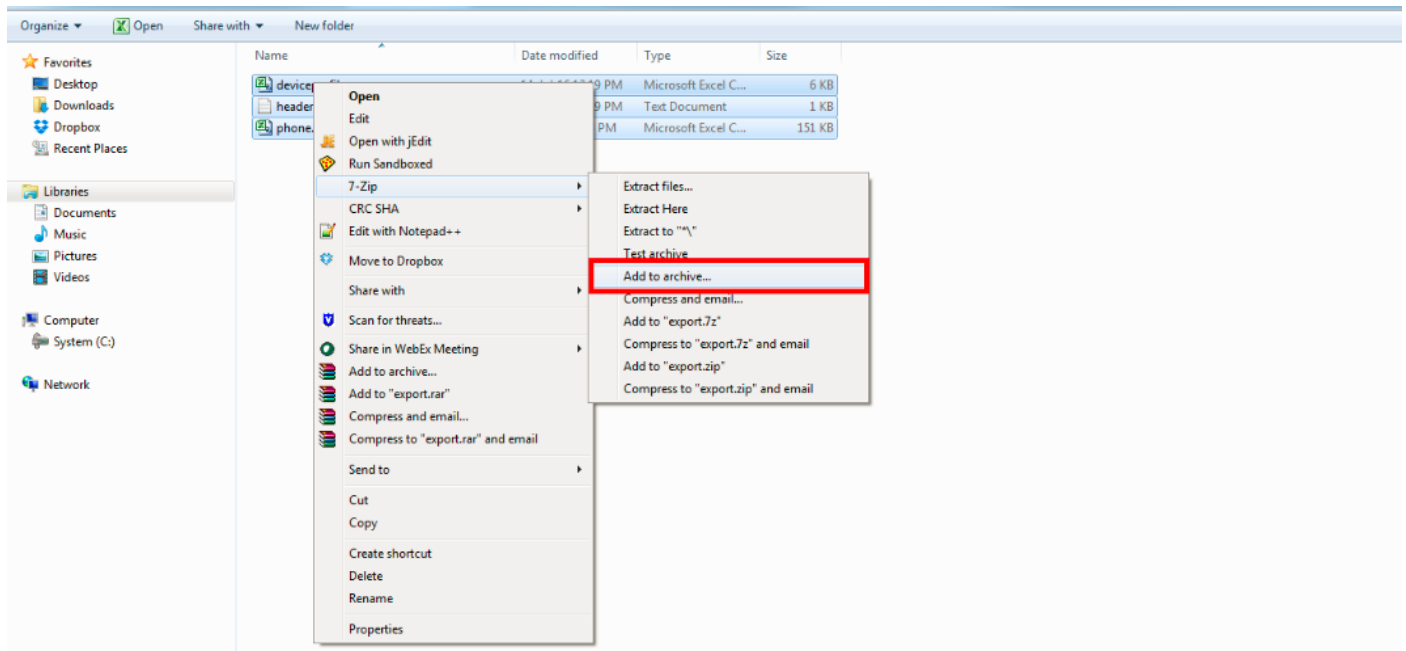 Organize Open Share with New folder
Favorites
Desktop
Downloads
Dropbox
Recent Places
Libraries
Documents
Music
Pictures
Videos
Computer
System (C:)
Network
Name Date modified Type Size
9 PM Microsoft Excel C... 6 KB
header 9 PM Text Document 1 KB
phone. PM Microsoft Excel C... 151 KB
Open
Edit
Open with jEdit
Run Sandboxed
7-Zip
CRC SHA
Edit with Notepad++
Move to Dropbox
Share with
Scan for threats...
Share in WebEx Meeting
Add to archive...
Add to "export.rar"
Compress and email...
Compress to "export.rar" and email
Send to
Cut
Copy
Create shortcut
Delete
Rename
Properties
Extract files...
Extract Here
Extract to "*\"
Test archive
Add to archive...
Compress and email...
Add to "export.7z"
Compress to "export.7z" and email
Add to "export.zip"
Compress to "export.zip" and email